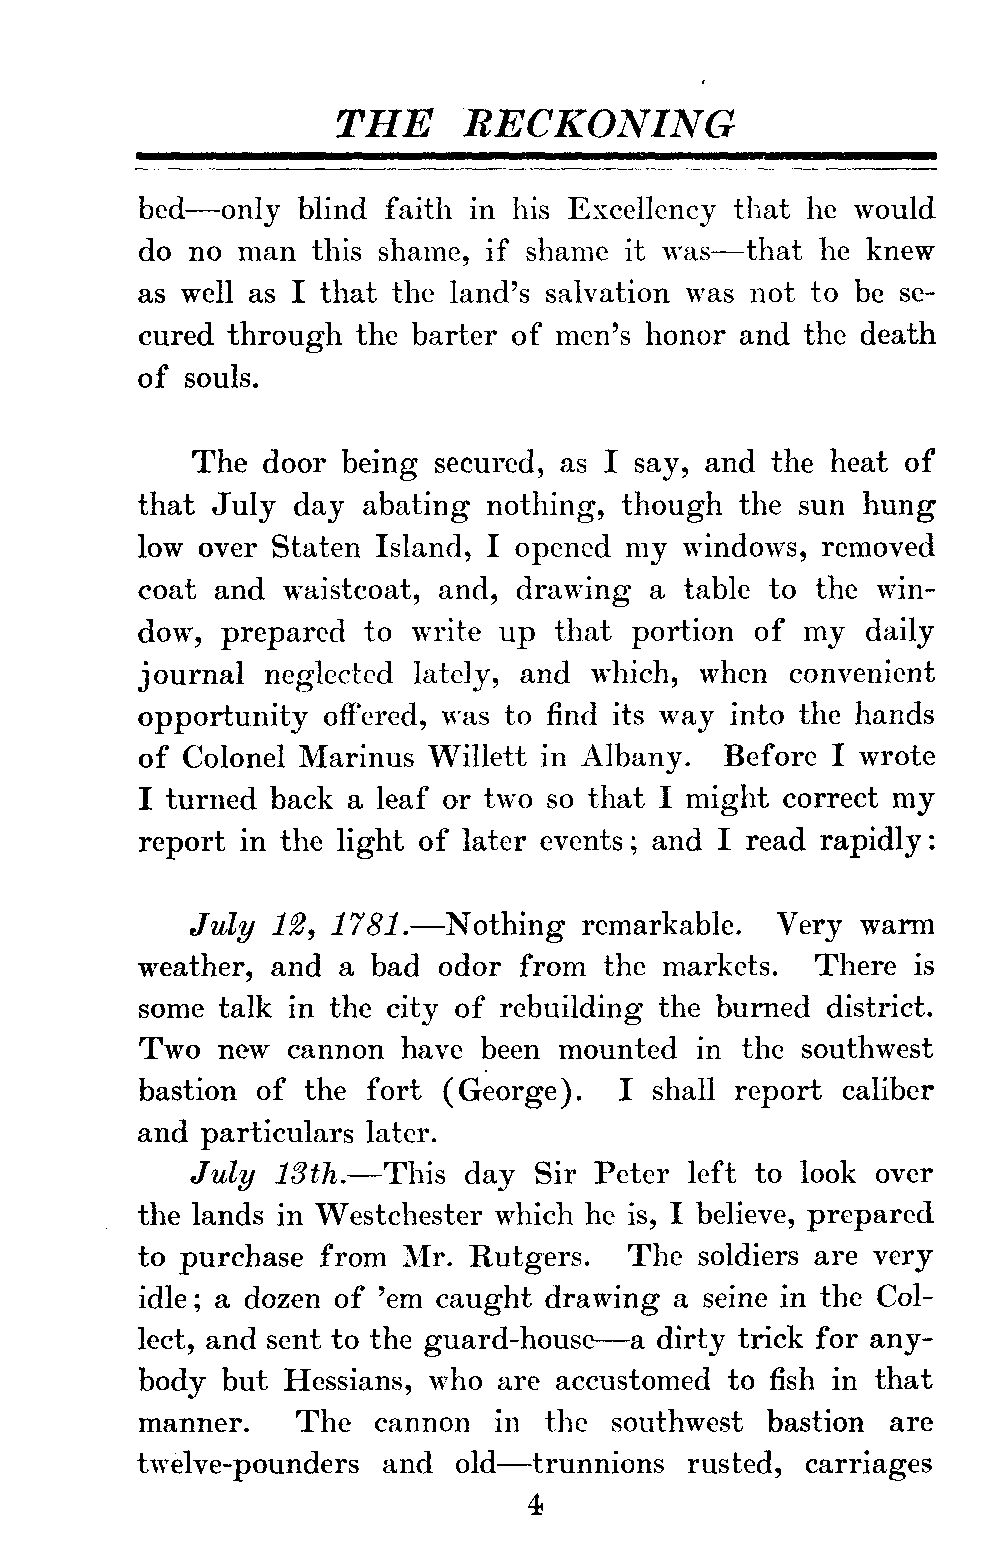 THE RECKONING
bed—only blind faith in his Excellency that he would
do no man this shame, if shame it was—that he knew
as well as I that the land's salvation was not to be se-
cured through the barter of men's honor and the death
of souls.
The door being secured, as I say, and the heat of
that July day abating nothing, though the sun hung
low over Staten Island, I opened my windows, removed
coat and waistcoat, and, drawing a table to the win-
dow, prepared to write up that portion of my daily
journal neglected lately, and which, when convenient
opportunity offered, was to find its way into the hands
of Colonel Marinus Willett in Albany. Before I wrote
I turned back a leaf or two so that I might correct my
report in the light of later events; and I read rapidly:
July 12, 1781.—Nothing remarkable. Very warm
weather, and a bad odor from the markets. There is
some talk in the city of rebuilding the burned district.
Two new cannon have been mounted in the southwest
bastion of the fort (George). I shall report caliber
and particulars later.
July 13th.—This day Sir Peter left to look over
the lands in Westchester which he is, I believe, prepared
to purchase from Mr. Rutgers. The soldiers are very
idle; a dozen of 'em caught drawing a seine in the Col-
lect, and sent to the guard-house—a dirty trick for any-
body but Hessians, who are accustomed to fish in that
manner. The cannon in the southwest bastion are
twelve-pounders and old—trunnions rusted, carriages
4